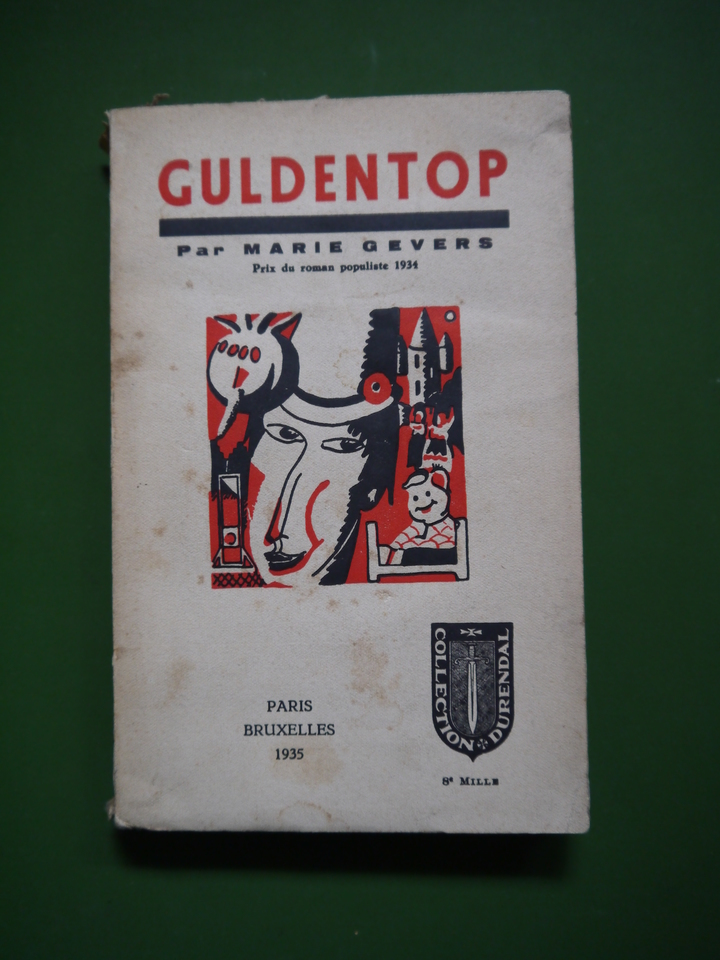 GULDENTOP
Par MARIE GEVERS
Prix du roman populiste 1934
PARIS
BRUXELLES
1935
COLLECTION DURENDAL
8e MILLE